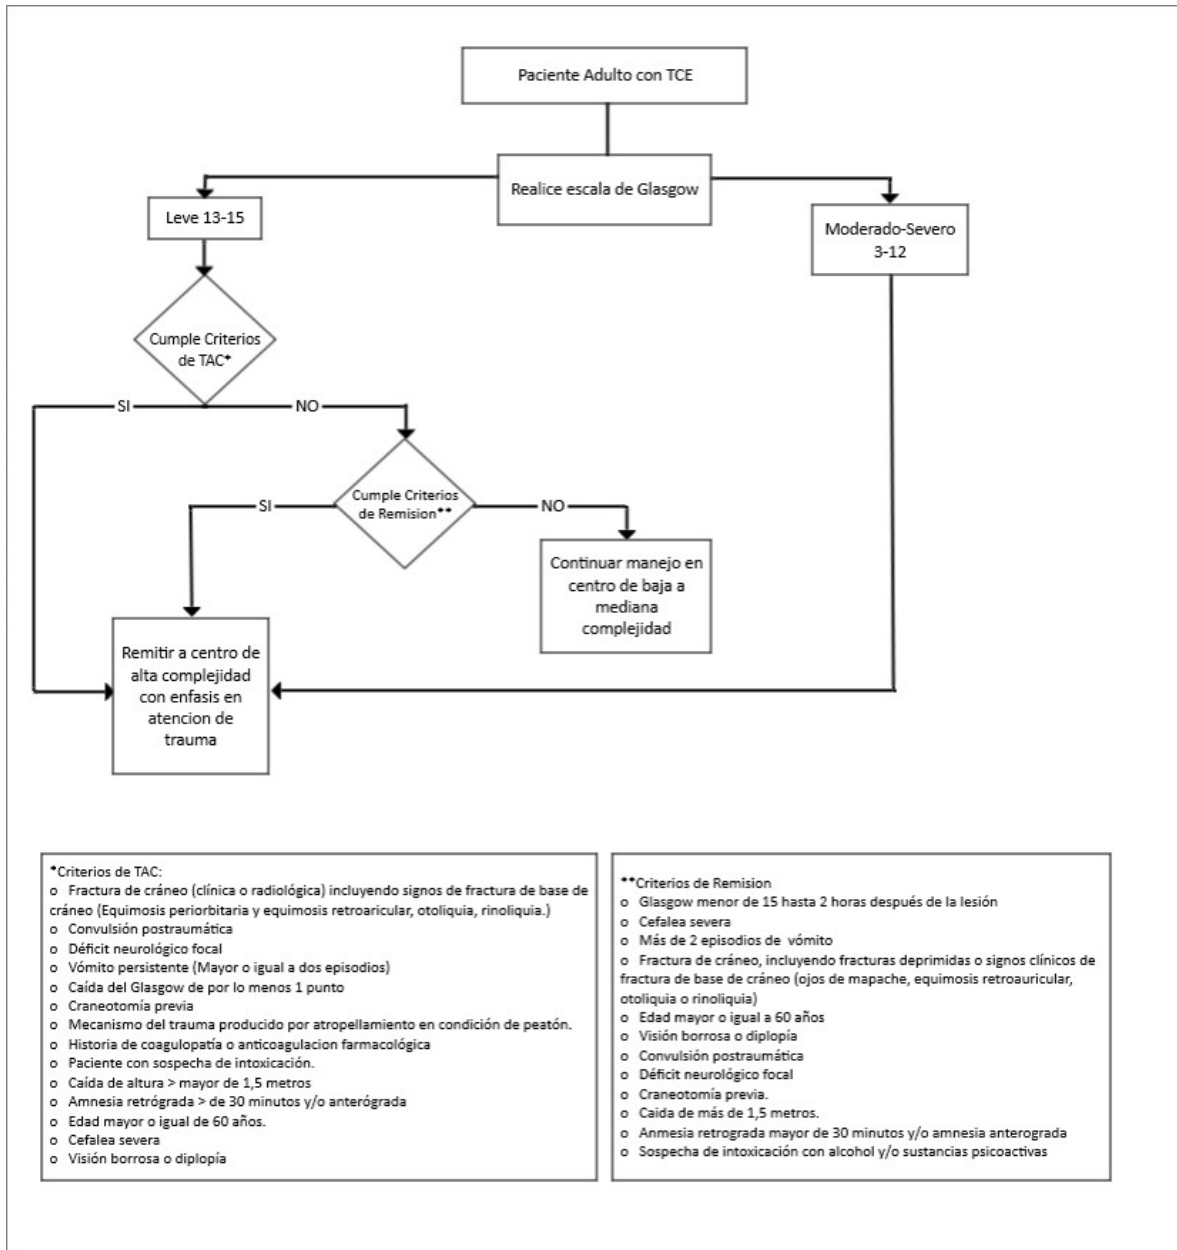 Paciente Adulto con TCE
Realice escala de Glasgow
Leve 13-15
Moderado-Severo
3-12
Cumple Criterios
de TAC*
SI
NO
Cumple Criterios
de Remision**
SI
NO
Continuar manejo en
centro de baja a
mediana
complejidad
Remitir a centro de
alta complejidad
con enfasis en
atencion de
trauma
*Criterios de TAC:
o Fractura de cráneo (clínica o radiológica) incluyendo signos de fractura de base de
cráneo (Equimosis periorbitaria y equimosis retroaricular, otoliquia, rinoliquia.)
o Convulsión postraumática
o Déficit neurológico focal
o Vómito persistente (Mayor o igual a dos episodios)
o Caída del Glasgow de por lo menos 1 punto
o Craneotomía previa
o Mecanismo del trauma producido por atropellamiento en condición de peatón.
o Historia de coagulopatía o anticoagulacion farmacológica
o Paciente con sospecha de intoxicación.
o Caída de altura > mayor de 1,5 metros
o Amnesia retrógrada > de 30 minutos y/o anterógrada
o Edad mayor o igual de 60 años.
o Cefalea severa
o Visión borrosa o diplopía
**Criterios de Remision
o Glasgow menor de 15 hasta 2 horas después de la lesión
o Cefalea severa
o Más de 2 episodios de vómito
o Fractura de cráneo, incluyendo fracturas deprimidas o signos clínicos de
fractura de base de cráneo (ojos de mapache, equimosis retroauricular,
otoliquia o rinoliquia)
o Edad mayor o igual a 60 años
o Visión borrosa o diplopía
o Convulsión postraumática
o Déficit neurológico focal
o Craneotomía previa.
o Caida de más de 1,5 metros.
o Anmesia retrograda mayor de 30 minutos y/o amnesia anterograda
o Sospecha de intoxicación con alcohol y/o sustancias psicoactivas